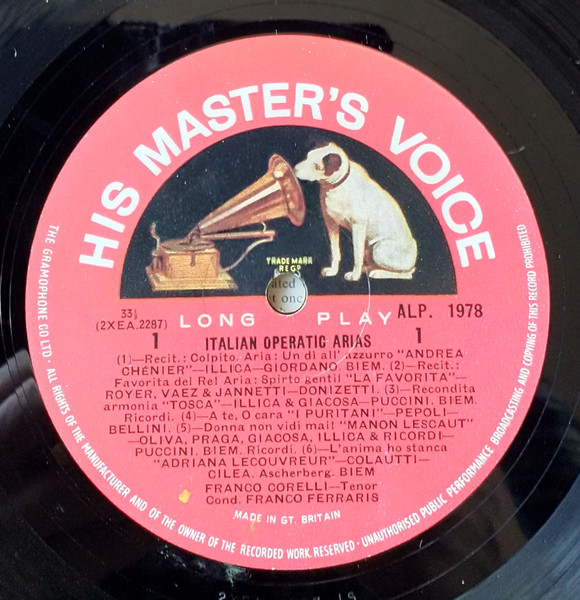 HIS MASTER'S VOICE
TRADE MARK
REGD
ated
t one
33⅓
(2XEA.2287)
LONG PLAY
ALP. 1978
1 ITALIAN OPERATIC ARIAS 1
(1)—Recit.: Colpito. Aria: Un dì all' azzurro "ANDREA
CHÉNIER"—ILLICA—GIORDANO. BIEM. (2)—Recit.:
Favorita del Re! Aria: Spirto gentil "LA FAVORITA"—
ROYER, VAEZ & JANNETTI—DONIZETTI. (3)—Recondita
armonia "TOSCA"—ILLICA & GIACOSA—PUCCINI. BIEM.
Ricordi. (4)—A te, O cara "I PURITANI"—PEPOLI—
BELLINI. (5)—Donna non vidi mai! "MANON LESCAUT"
—OLIVA, PRAGA, GIACOSA, ILLICA & RICORDI—
PUCCINI. BIEM. Ricordi. (6)—L'anima ho stanca
"ADRIANA LECOUVREUR"—COLAUTTI—
CILEA. Ascherberg. BIEM
FRANCO CORELLI—Tenor
Cond. FRANCO FERRARIS
MADE IN GT. BRITAIN
THE GRAMOPHONE CO LTD · ALL RIGHTS OF THE MANUFACTURER AND OF THE OWNER OF THE RECORDED WORK RESERVED · UNAUTHORISED PUBLIC PERFORMANCE BROADCASTING AND COPYING OF THIS RECORD PROHIBITED